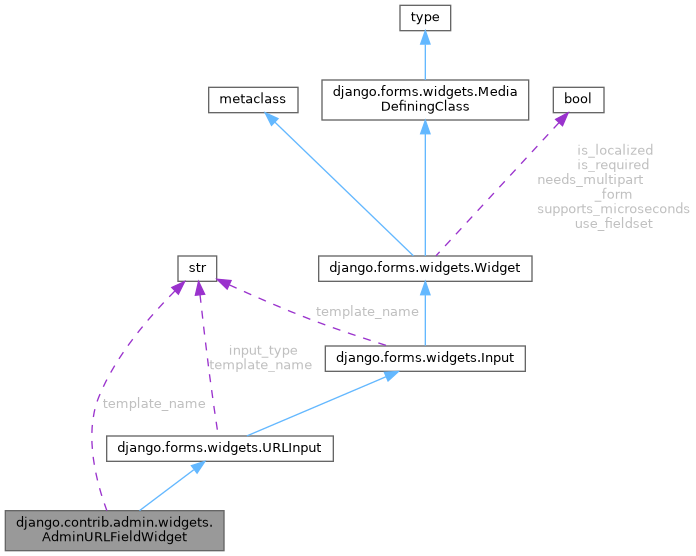 type
django.forms.widgets.Media
DefiningClass
metaclass
bool
is_localized
is_required
needs_multipart
_form
supports_microseconds
use_fieldset
str
django.forms.widgets.Widget
template_name
django.forms.widgets.Input
input_type
template_name
template_name
django.forms.widgets.URLInput
django.contrib.admin.widgets.
AdminURLFieldWidget